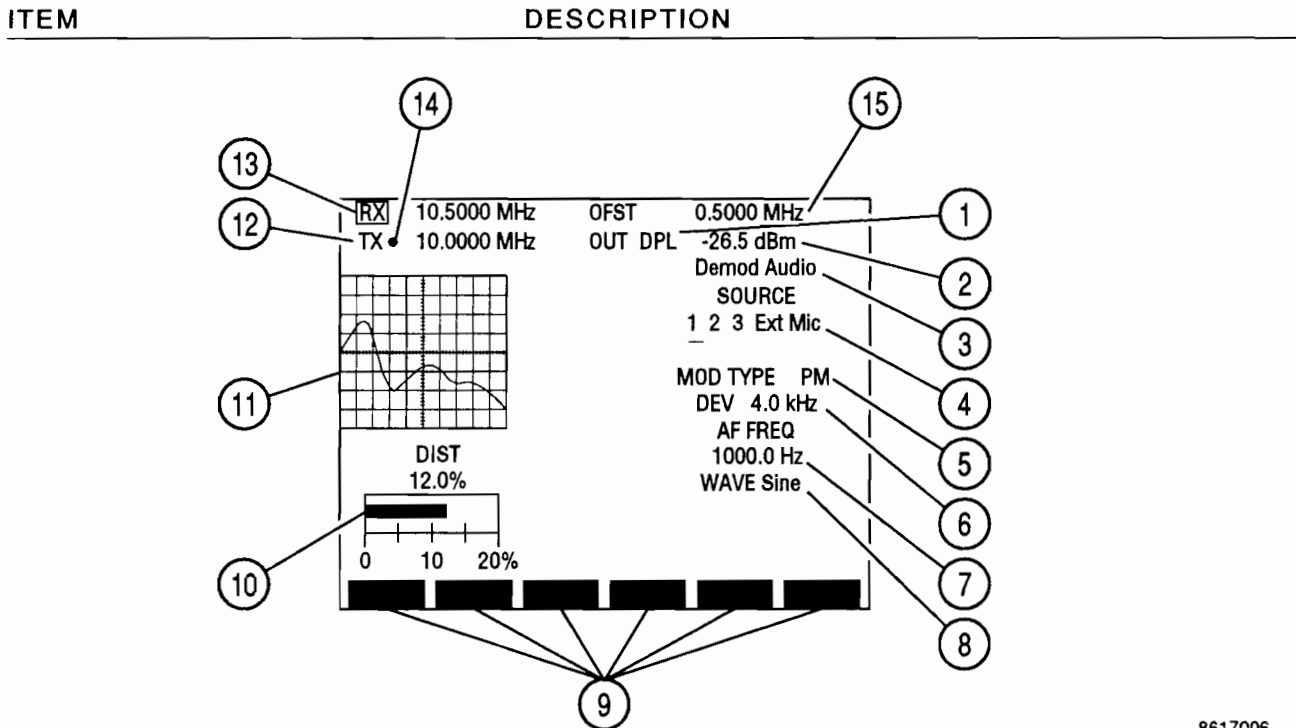 ITEM DESCRIPTION
14 15
13
RX 10.5000 MHz OFST 0.5000 MHz
1
12
TX 10.0000 MHz OUT DPL -26.5 dBm
Demod Audio
2
SOURCE
1 2 3 Ext Mic
3
MOD TYPE PM
4
11
DEV 4.0 kHz
AF FREQ
5
DIST
1000.0 Hz
12.0%
WAVE Sine
6
0 10 20%
10
7
8
9
8617006